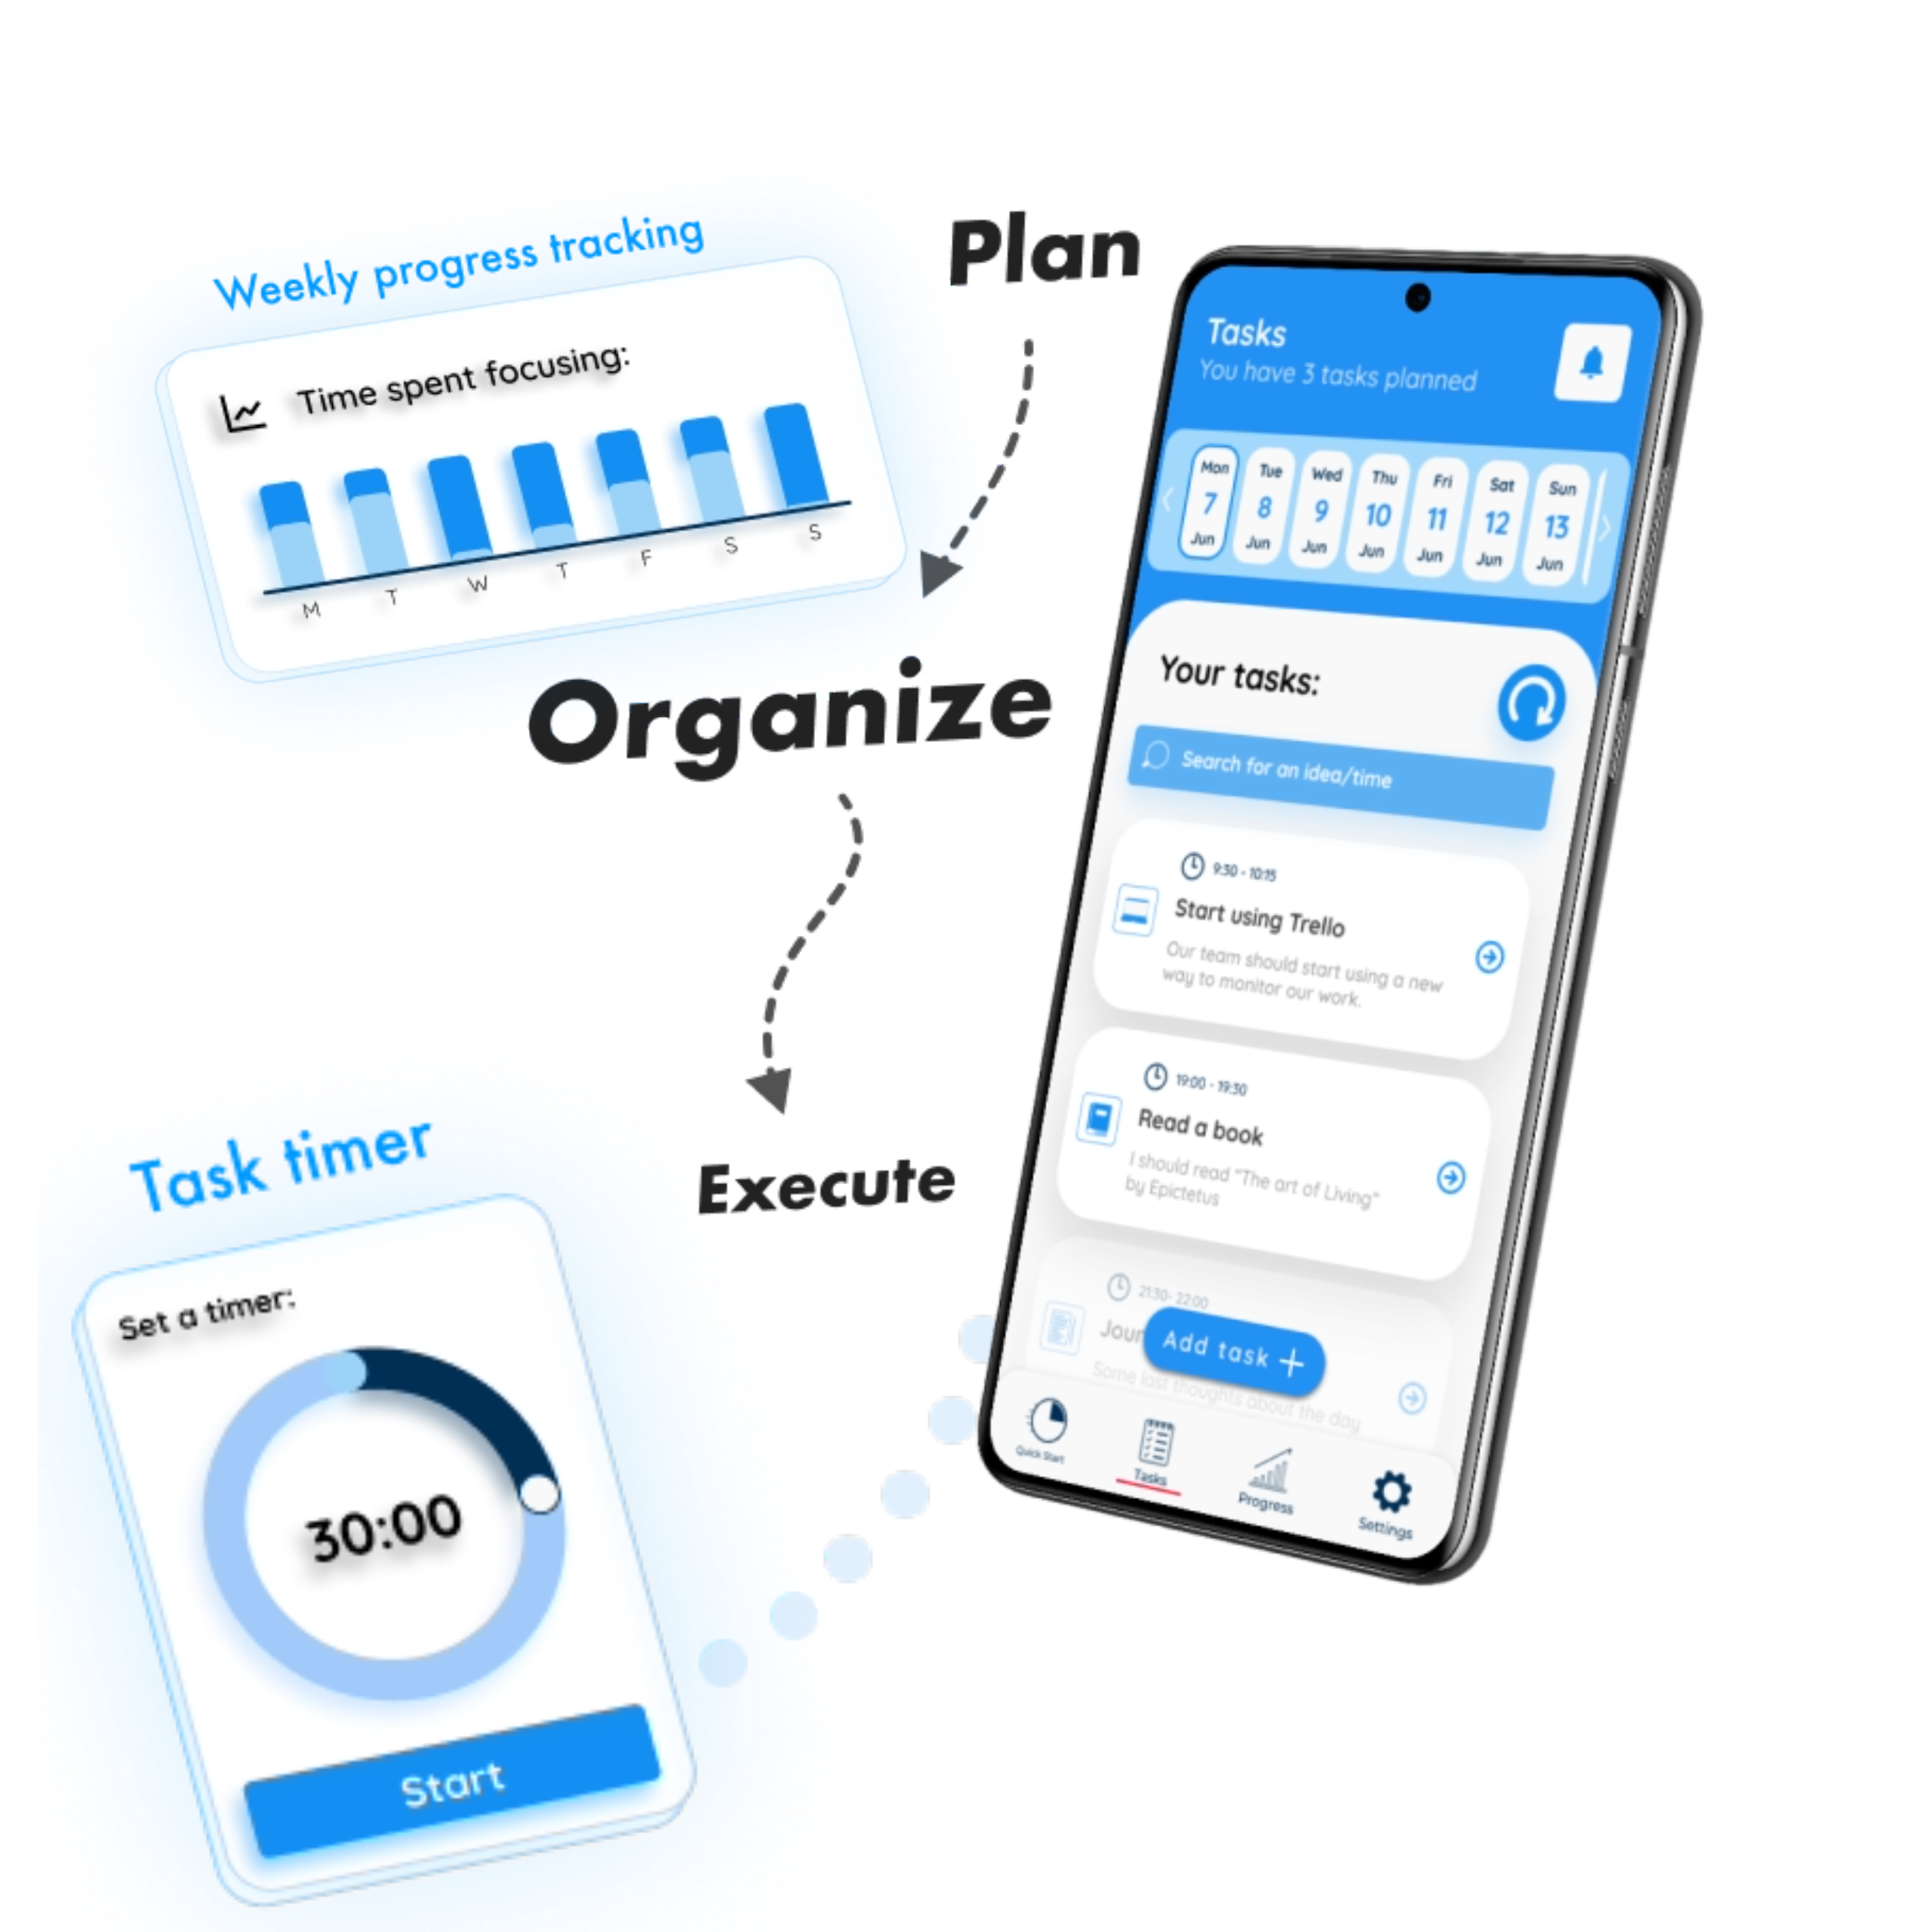 Weekly progress tracking
Time spent focusing:
M T W T F S S
Plan
Organize
Execute
Task timer
Set a timer:
30:00
Start
Tasks
You have 3 tasks planned
Mon Tue Wed Thu Fri Sat Sun
7 8 9 10 11 12 13
Jun Jun Jun Jun Jun Jun Jun
Your tasks:
Search for an idea/time
9:30 - 10:15
Start using Trello
Our team should start using a new
way to monitor our work.
19:00 - 19:30
Read a book
I should read "The art of Living"
by Epictetus
21:30- 22:00
Jour
Add task +
Some last thoughts about the day
Quick Start
Tasks
Progress
Settings